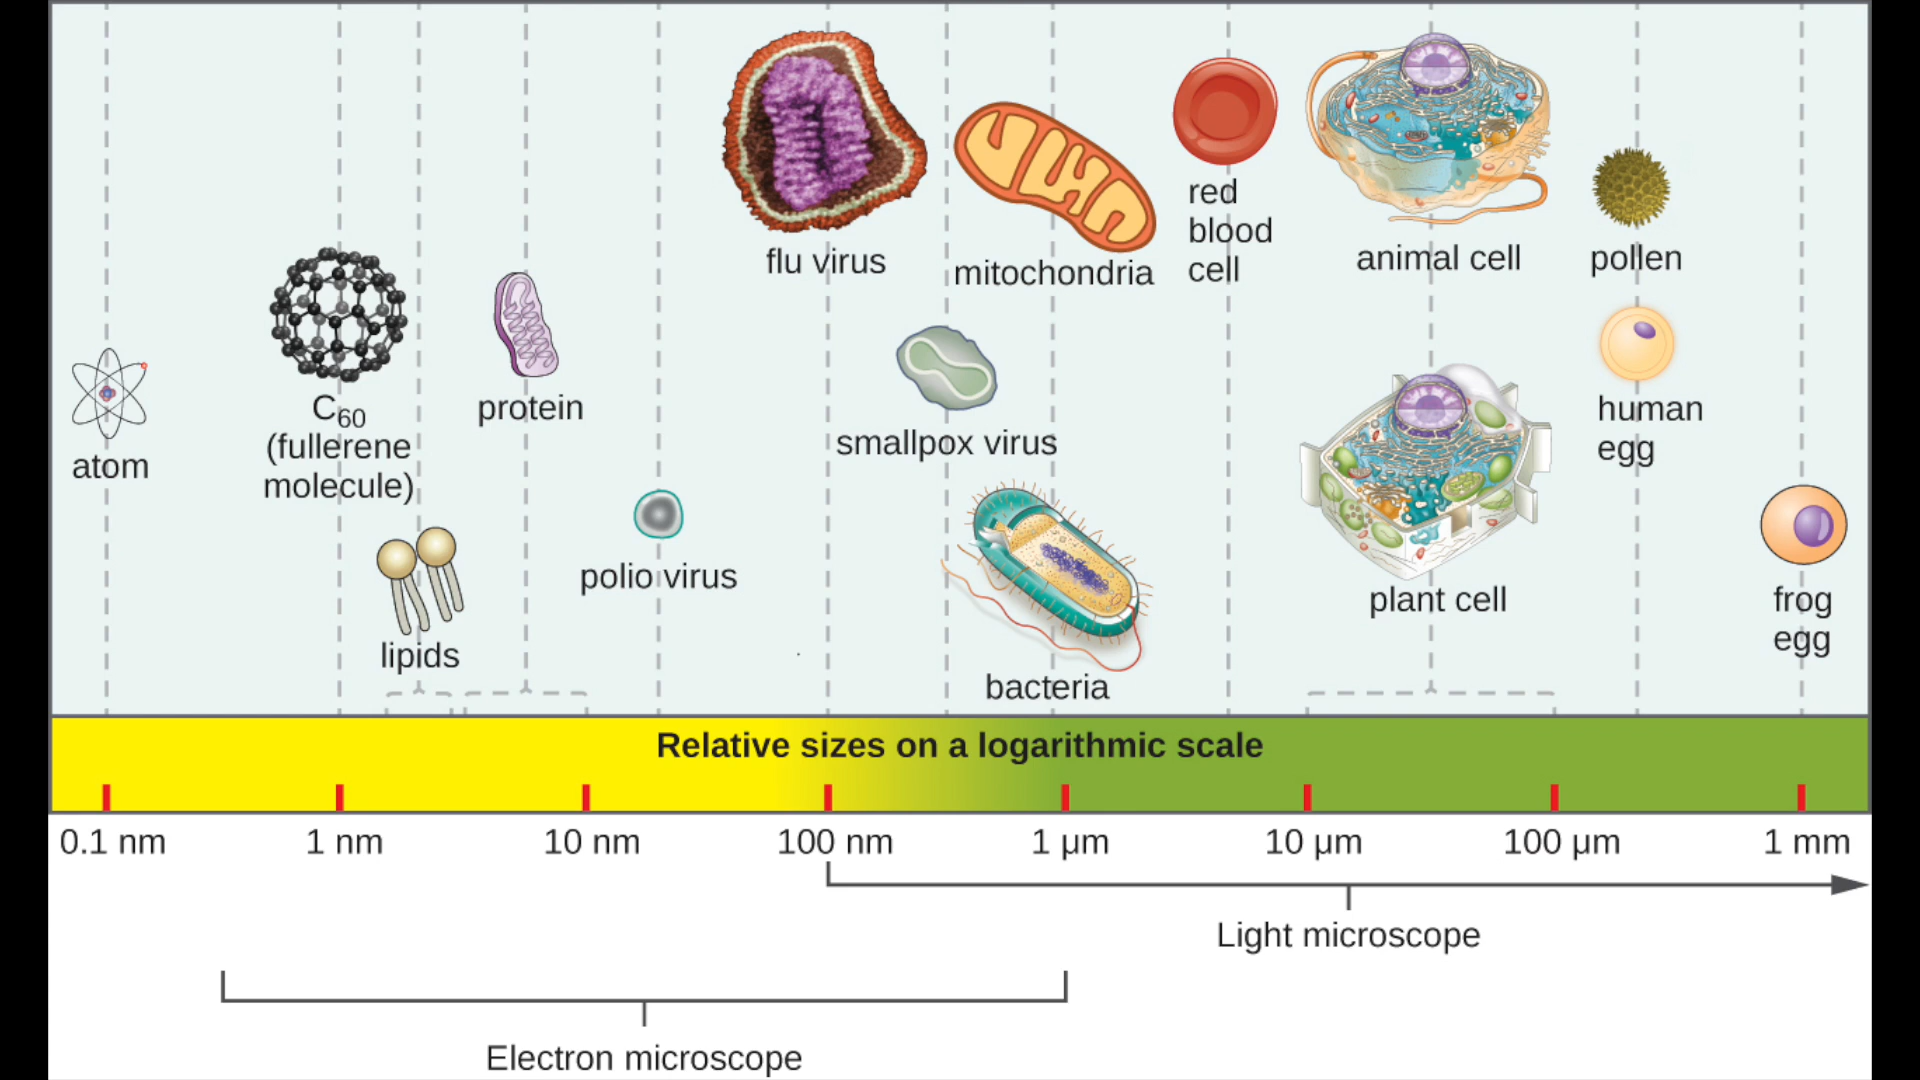 flu virus
mitochondria
red
blood
cell
animal cell
pollen
atom
C60
(fullerene
molecule)
protein
smallpox virus
human
egg
lipids
polio virus
bacteria
plant cell
frog
egg
Relative sizes on a logarithmic scale
0.1 nm 1 nm 10 nm 100 nm 1 µm 10 µm 100 µm 1 mm
Light microscope
Electron microscope